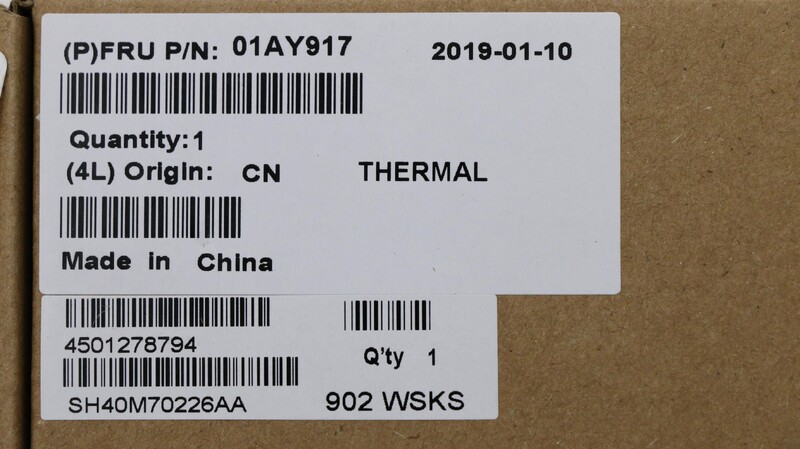 (P)FRU P/N: 01AY917 2019-01-10
Quantity:1
(4L) Origin: CN THERMAL
Made in China
4501278794
Q'ty 1
SH40M70226AA
902 WSKS